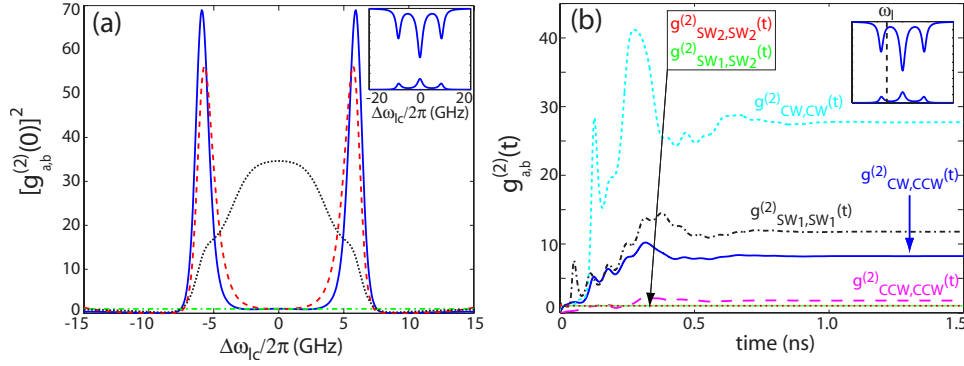 (a)
[g(2)a,b(0)]2
70
60
50
40
30
20
10
0
-15
-10
-5
0
5
10
15
Δωlc/2π (GHz)
-20
0
20
Δωlc/2π (GHz)
(b)
g(2)a,b(t)
40
30
20
10
0
0
0.5
1.0
1.5
time (ns)
g(2)SW2,SW2(t)
g(2)SW1,SW2(t)
ωl
g(2)CW,CW(t)
g(2)CW,CCW(t)
g(2)SW1,SW1(t)
g(2)CCW,CCW(t)